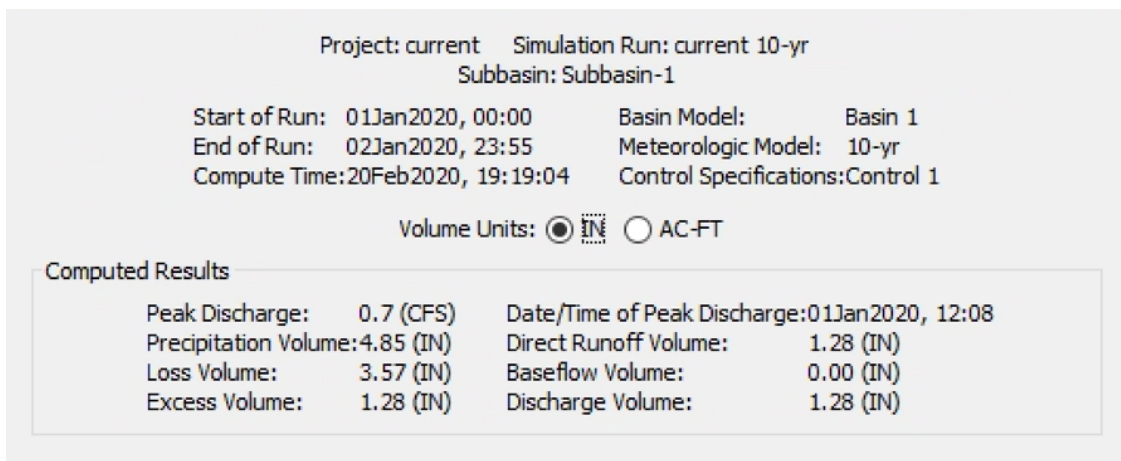 Project: current Simulation Run: current 10-yr
Subbasin: Subbasin-1
Start of Run: 01Jan2020, 00:00 Basin Model: Basin 1
End of Run: 02Jan2020, 23:55 Meteorologic Model: 10-yr
Compute Time:20Feb2020, 19:19:04 Control Specifications:Control 1
Volume Units: IN AC-FT
Computed Results
Peak Discharge: 0.7 (CFS) Date/Time of Peak Discharge:01Jan2020, 12:08
Precipitation Volume:4.85 (IN) Direct Runoff Volume: 1.28 (IN)
Loss Volume: 3.57 (IN) Baseflow Volume: 0.00 (IN)
Excess Volume: 1.28 (IN) Discharge Volume: 1.28 (IN)